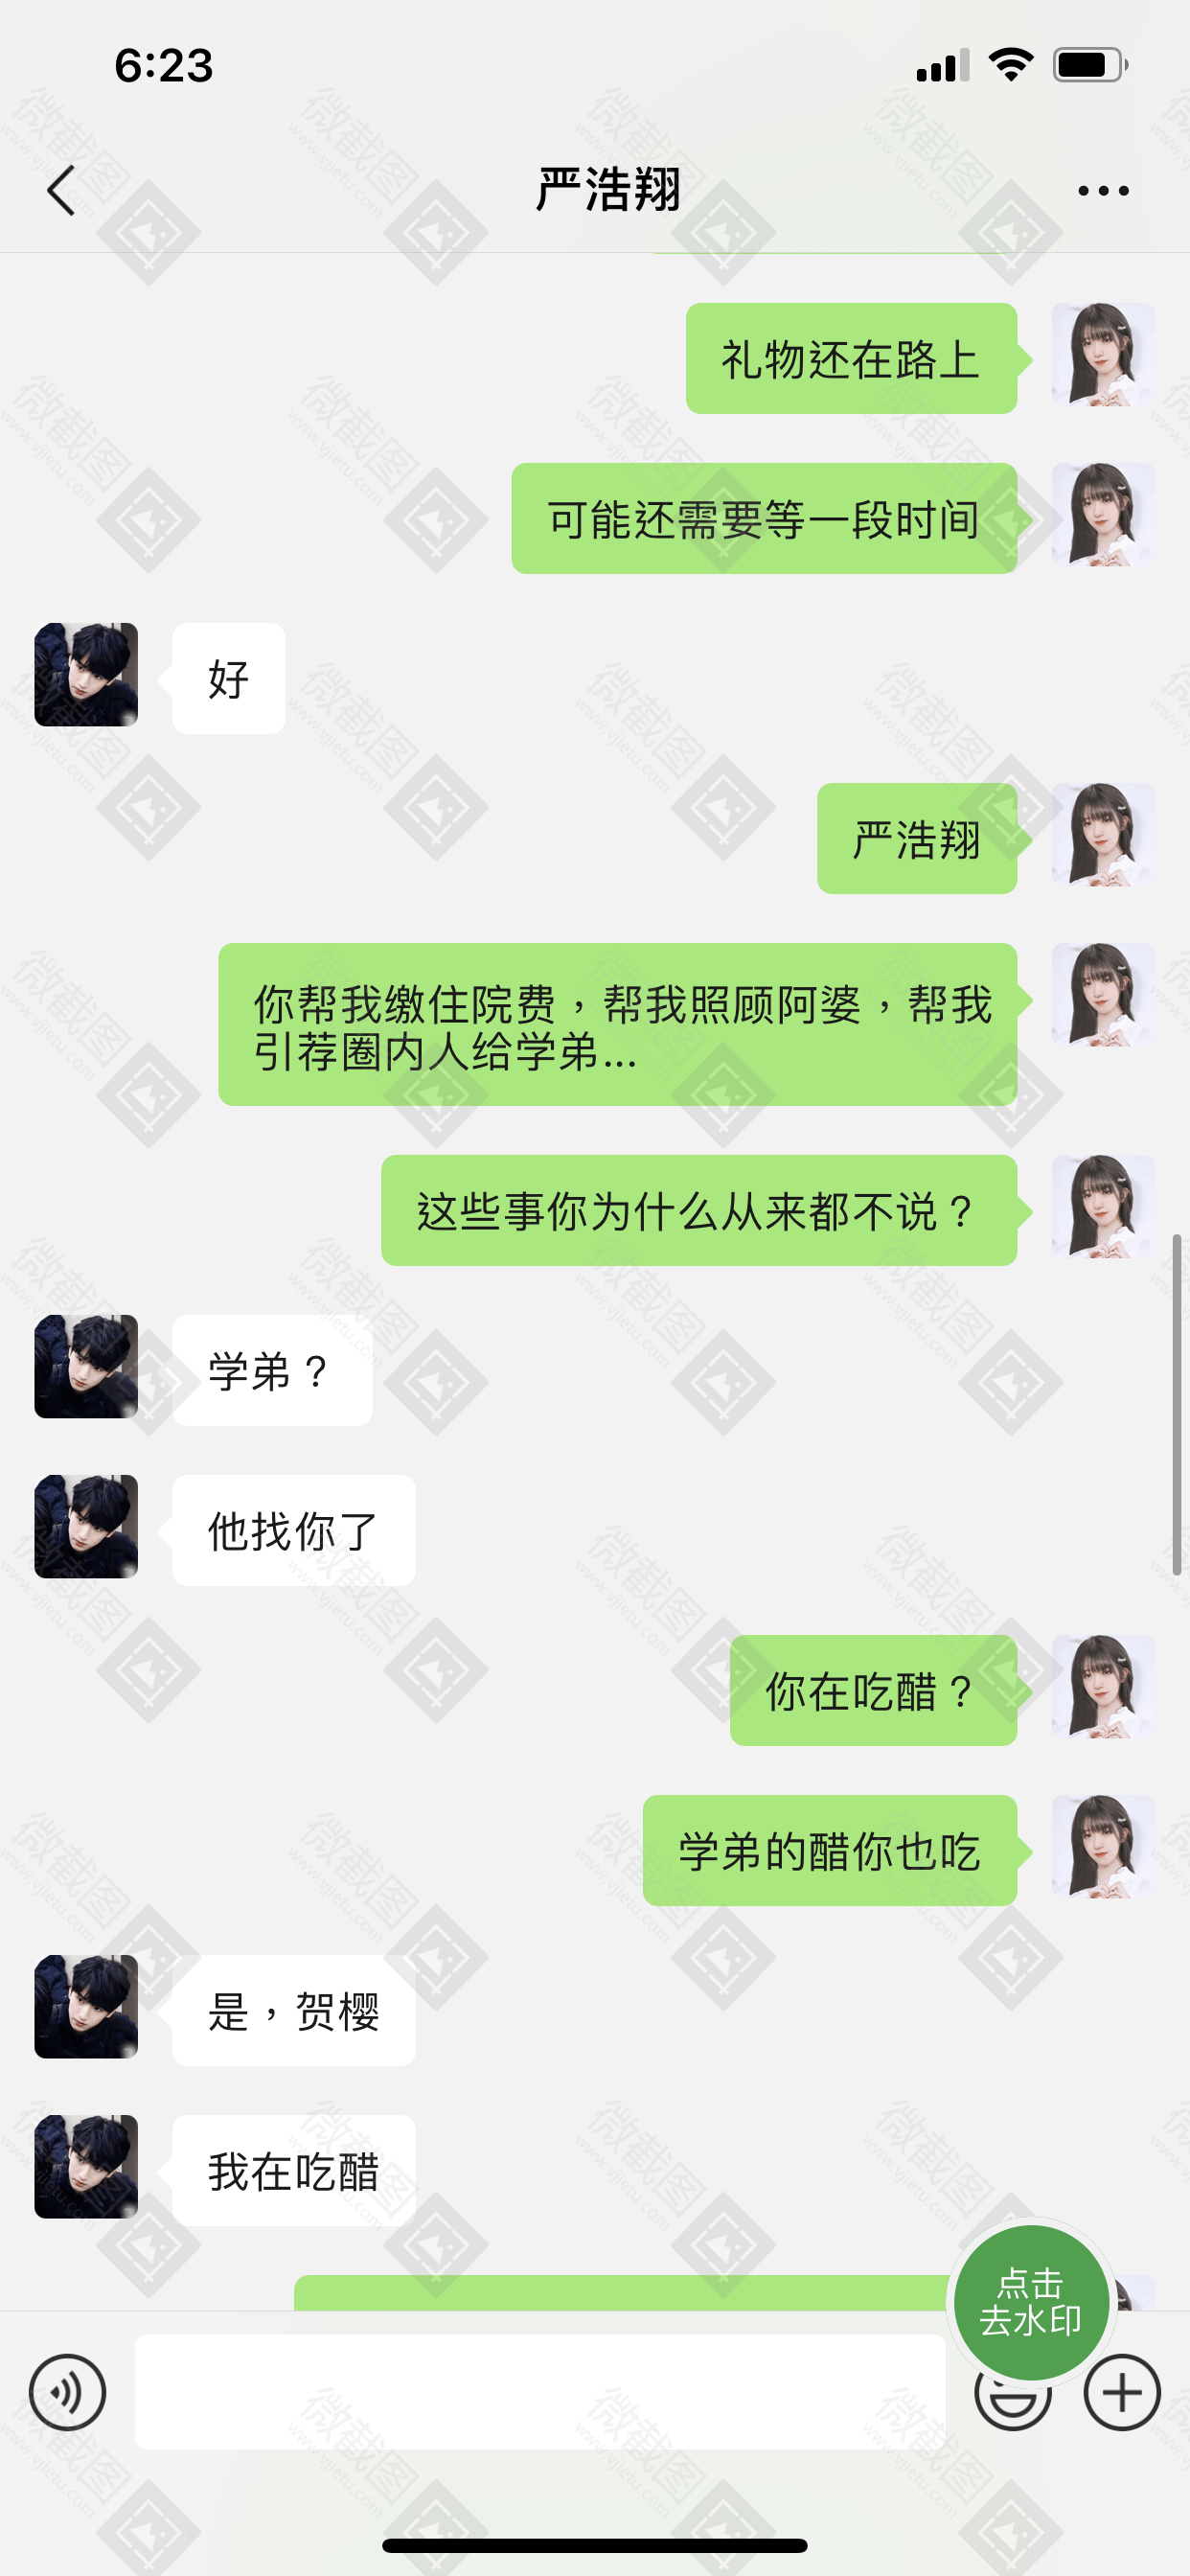 6:23
严浩翔
礼物还在路上
可能还需要等一段时间
好
严浩翔
你帮我缴住院费，帮我照顾阿婆，帮我
引荐圈内人给学弟...
这些事你为什么从来都不说？
学弟？
他找你了
你在吃醋？
学弟的醋你也吃
是，贺樱
我在吃醋
点击
去水印
微截图
www.vjietu.com